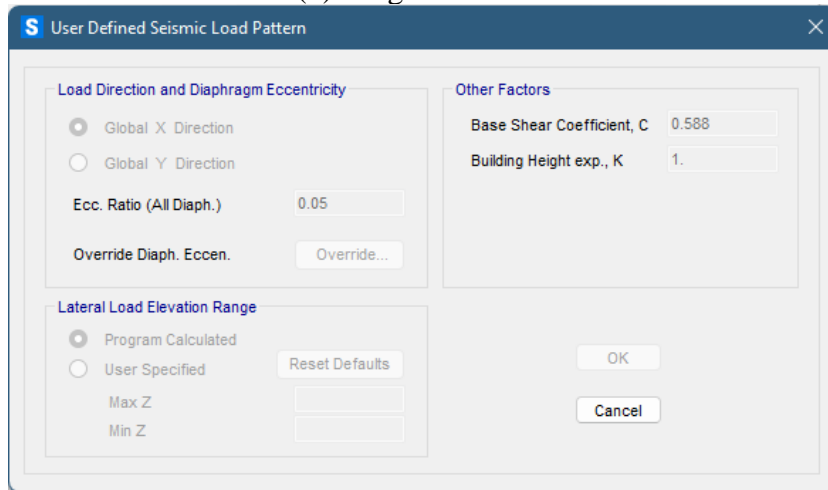 S User Defined Seismic Load Pattern
Load Direction and Diaphragm Eccentricity
Global X Direction
Global Y Direction
Ecc. Ratio (All Diaph.) 0.05
Override Diaph. Eccen. Override...
Other Factors
Base Shear Coefficient, C 0.588
Building Height exp., K 1.
Lateral Load Elevation Range
Program Calculated
User Specified Reset Defaults
Max Z
Min Z
OK
Cancel